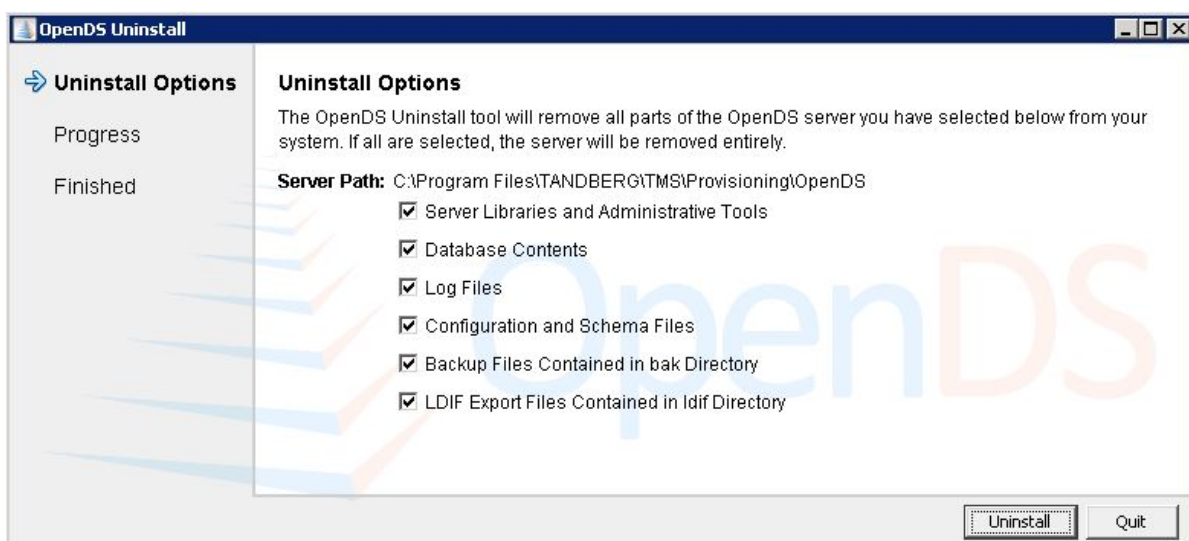 OpenDS Uninstall
Uninstall Options
Progress
Finished
Uninstall Options
The OpenDS Uninstall tool will remove all parts of the OpenDS server you have selected below from your
system. If all are selected, the server will be removed entirely.
Server Path: C:\Program Files\TANDBERG\TMS\Provisioning\OpenDS
Server Libraries and Administrative Tools
Database Contents
Log Files
Configuration and Schema Files
Backup Files Contained in bak Directory
LDIF Export Files Contained in ldif Directory
OpenDS
Uninstall
Quit